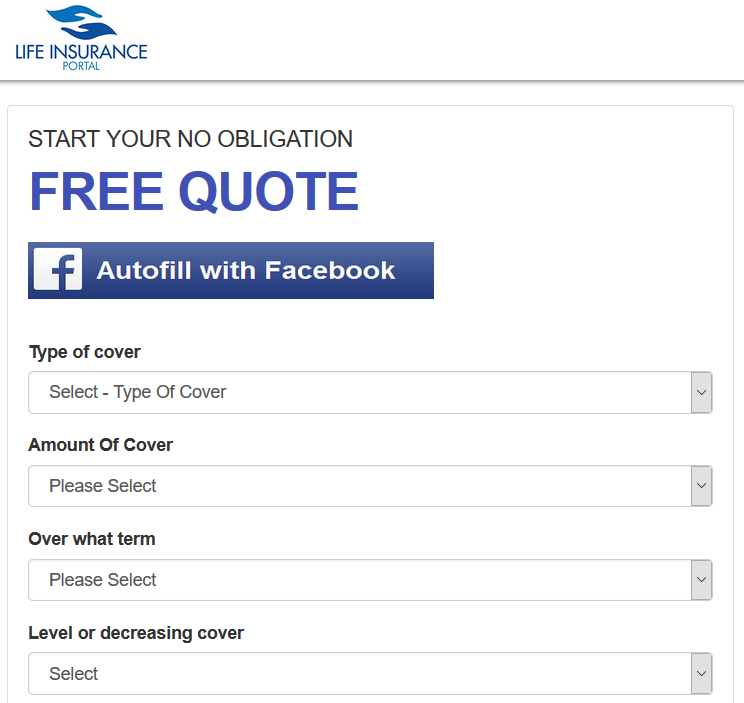 LIFE INSURANCE
PORTAL
START YOUR NO OBLIGATION
FREE QUOTE
Autofill with Facebook
Type of cover
Select - Type Of Cover
Amount Of Cover
Please Select
Over what term
Please Select
Level or decreasing cover
Select